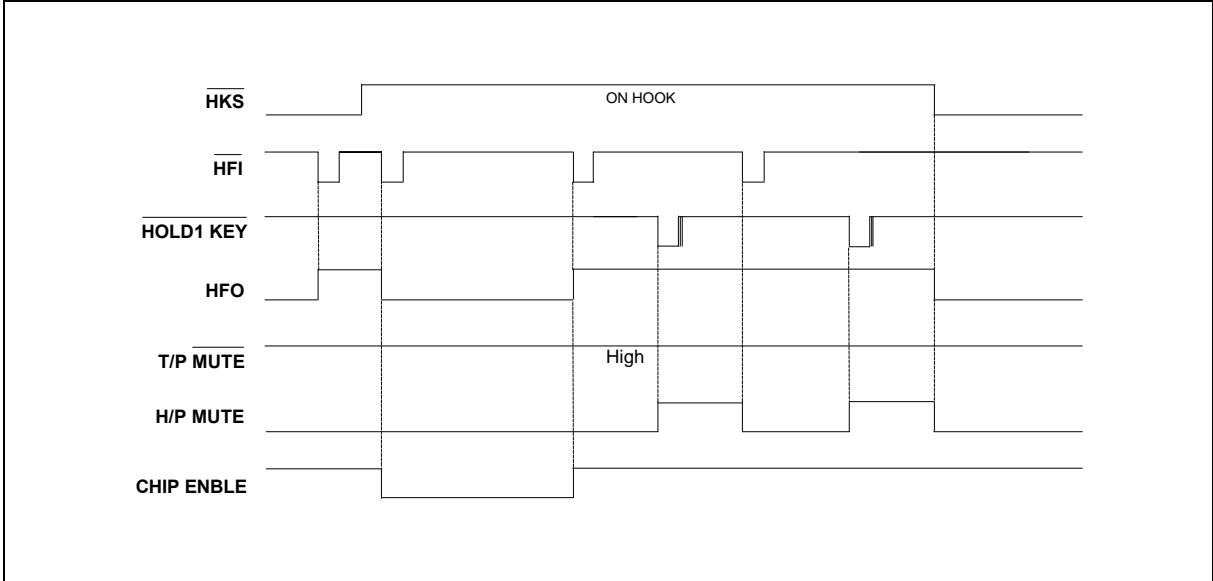 HKS
ON HOOK
HFI
HOLD1 KEY
HFO
T/P MUTE
High
H/P MUTE
CHIP ENBLE